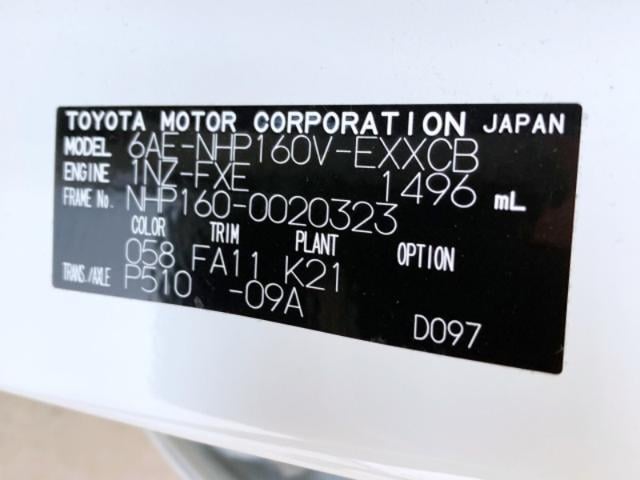 TOYOTA MOTOR CORPORATION JAPAN
MODEL 6AE-NHP160V-EXXCB
ENGINE 1NZ-FXE 1496 mL
FRAME No. NHP160-0020323
COLOR TRIM PLANT OPTION
058 FA11 K21
TRANS./AXLE P510 -09A
D097